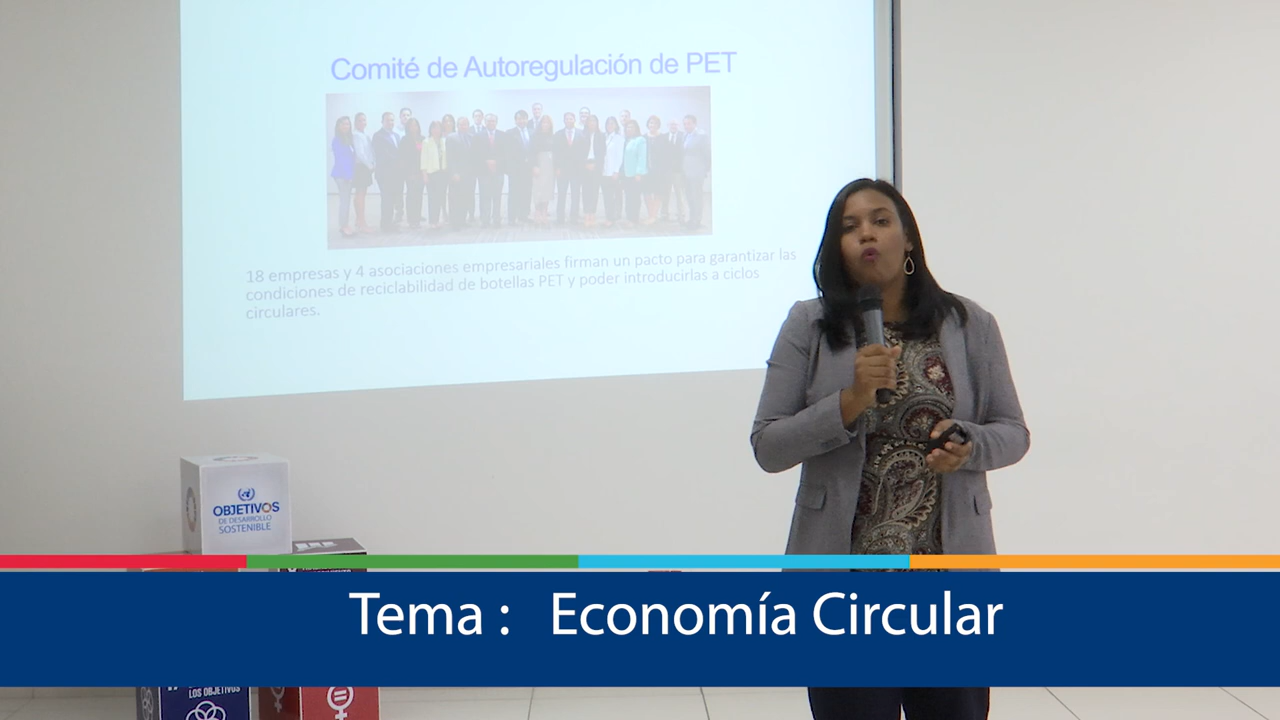 Comité de Autoregulación de PET
18 empresas y 4 asociaciones empresariales firman un pacto para garantizar las
condiciones de reciclabilidad de botellas PET y poder introducirlas a ciclos
circulares.
OBJETIVOS
DE DESARROLLO
SOSTENIBLE
Tema : Economía Circular
LOS OBJETIVOS